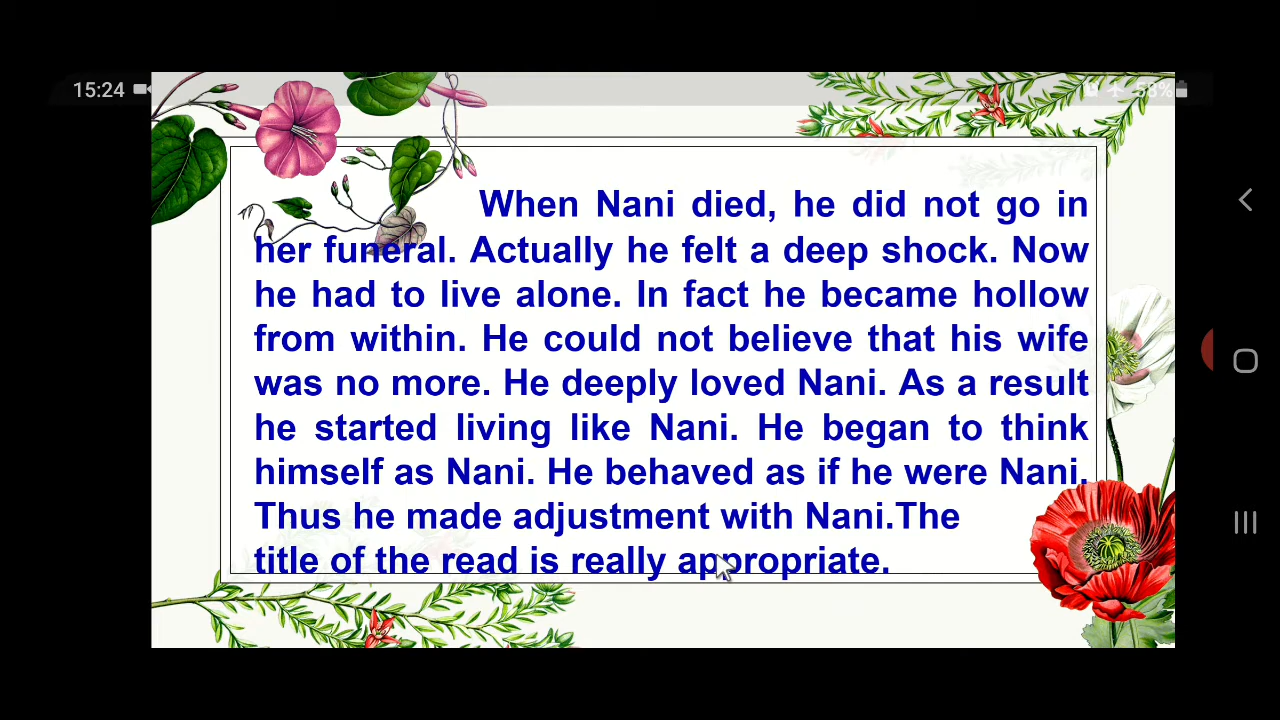 15:24
58%
When Nani died, he did not go in
her funeral. Actually he felt a deep shock. Now
he had to live alone. In fact he became hollow
from within. He could not believe that his wife
was no more. He deeply loved Nani. As a result
he started living like Nani. He began to think
himself as Nani. He behaved as if he were Nani.
Thus he made adjustment with Nani.The
title of the read is really appropriate.